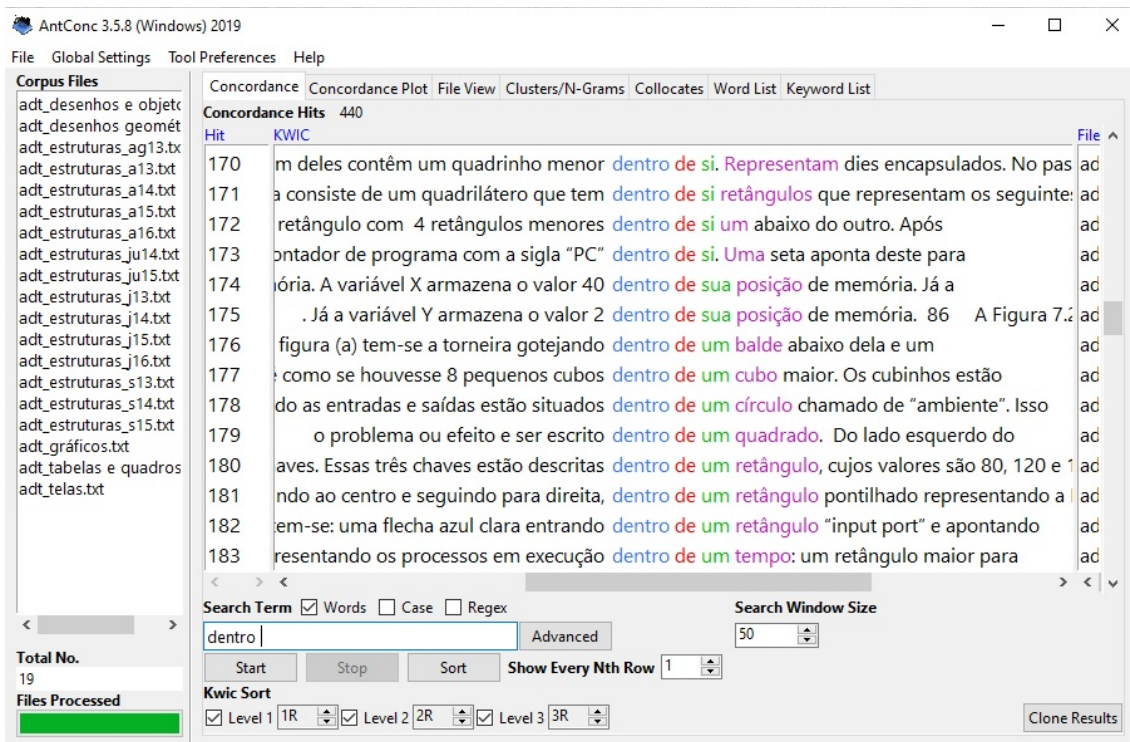 AntConc 3.5.8 (Windows) 2019
File Global Settings Tool Preferences Help
Corpus Files
adt_desenhos e objeto
adt_desenhos geomét
adt_estruturas_ag13.tx
adt_estruturas_a13.txt
adt_estruturas_a14.txt
adt_estruturas_a15.txt
adt_estruturas_a16.txt
adt_estruturas_ju14.txt
adt_estruturas_ju15.txt
adt_estruturas_j13.txt
adt_estruturas_j14.txt
adt_estruturas_j15.txt
adt_estruturas_j16.txt
adt_estruturas_s13.txt
adt_estruturas_s14.txt
adt_estruturas_s15.txt
adt_gráficos.txt
adt_tabelas e quadros
adt_telas.txt
Total No.
19
Files Processed
Concordance Concordance Plot File View Clusters/N-Grams Collocates Word List Keyword List
Concordance Hits 440
Hit KWIC File
170 m deles contêm um quadrinho menor dentro de si. Representam dies encapsulados. No pas ad
171 a consiste de um quadrilátero que tem dentro de si retângulos que representam os seguintes ad
172 retângulo com 4 retângulos menores dentro de si um abaixo do outro. Após ad
173 ontador de programa com a sigla “PC” dentro de si. Uma seta aponta deste para ad
174 ória. A variável X armazena o valor 40 dentro de sua posição de memória. Já a ad
175 . Já a variável Y armazena o valor 2 dentro de sua posição de memória. 86 A Figura 7.2 ad
176 figura (a) tem-se a torneira gotejando dentro de um balde abaixo dela e um ad
177 como se houvesse 8 pequenos cubos dentro de um cubo maior. Os cubinhos estão ad
178 do as entradas e saídas estão situados dentro de um círculo chamado de “ambiente”. Isso ad
179 o problema ou efeito e ser escrito dentro de um quadrado. Do lado esquerdo do ad
180 aves. Essas três chaves estão descritas dentro de um retângulo, cujos valores são 80, 120 e 1 ad
181 ndo ao centro e seguindo para direita, dentro de um retângulo pontilhado representando a ad
182 tem-se: uma flecha azul clara entrando dentro de um retângulo “input port” e apontando ad
183 resentando os processos em execução dentro de um tempo: um retângulo maior para ad
Search Term Words Case Regex Search Window Size
dentro Advanced 50
Start Stop Sort Show Every Nth Row 1
Kwic Sort
Level 1 1R Level 2 2R Level 3 3R Clone Results